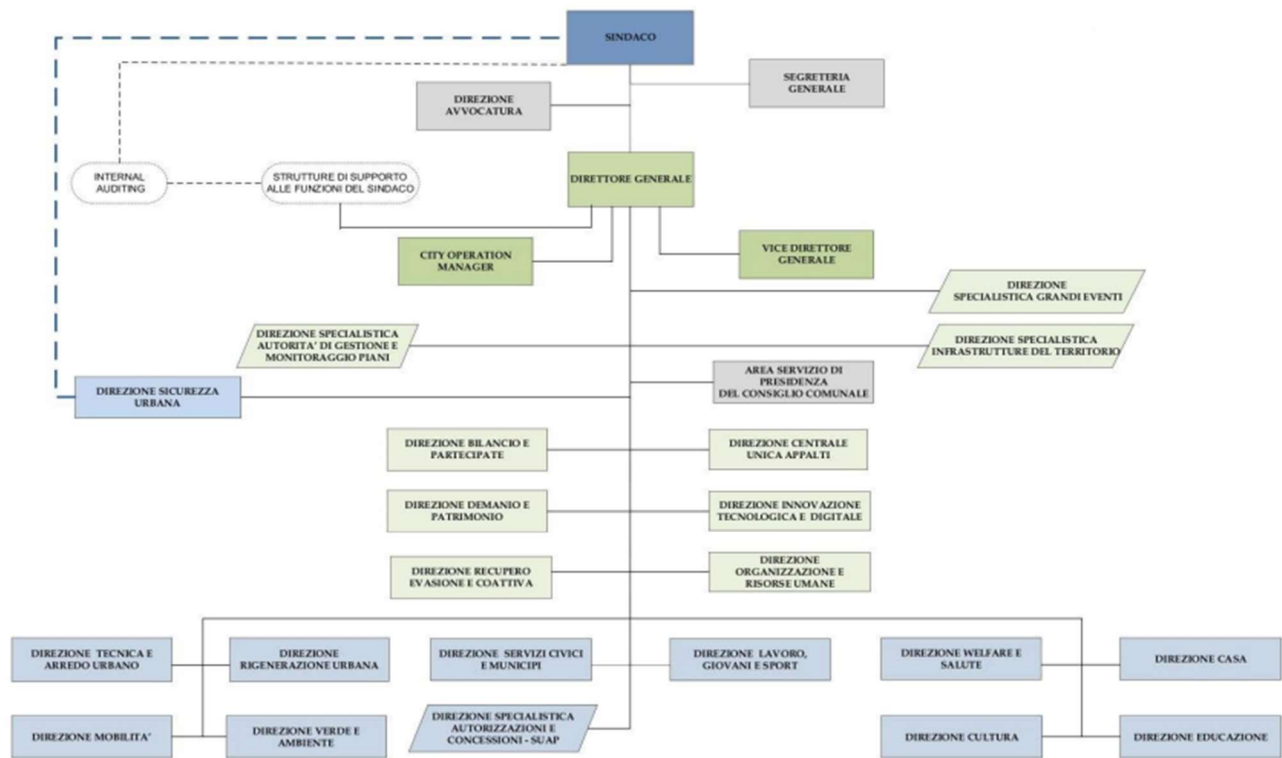 SINDACO
SEGRETERIA
GENERALE
DIREZIONE
AVVOCATURA
INTERNAL
AUDITING
STRUTTURE DI SUPPORTO
ALLE FUNZIONI DEL SINDACO
DIRETTORE GENERALE
CITY OPERATION
MANAGER
VICE DIRETTORE
GENERALE
DIREZIONE
SPECIALISTICA GRANDI EVENTI
DIREZIONE SPECIALISTICA
AUTORITA' DI GESTIONE E
MONITORAGGIO PIANI
DIREZIONE SPECIALISTICA
INFRASTRUTTURE DEL TERRITORIO
AREA SERVIZIO DI
PRESIDENZA
DEL CONSIGLIO COMUNALE
DIREZIONE SICUREZZA
URBANA
DIREZIONE BILANCIO E
PARTECIPATE
DIREZIONE CENTRALE
UNICA APPALTI
DIREZIONE DEMANIO E
PATRIMONIO
DIREZIONE INNOVAZIONE
TECNOLOGICA E DIGITALE
DIREZIONE RECUPERO
EVASIONE E COATTIVA
DIREZIONE
ORGANIZZAZIONE E
RISORSE UMANE
DIREZIONE TECNICA E
ARREDO URBANO
DIREZIONE
RIGENERAZIONE URBANA
DIREZIONE SERVIZI CIVICI
E MUNICIPI
DIREZIONE LAVORO,
GIOVANI E SPORT
DIREZIONE WELFARE E
SALUTE
DIREZIONE CASA
DIREZIONE MOBILITA'
DIREZIONE VERDE E
AMBIENTE
DIREZIONE SPECIALISTICA
AUTORIZZAZIONI E
CONCESSIONI - SUAP
DIREZIONE CULTURA
DIREZIONE EDUCAZIONE